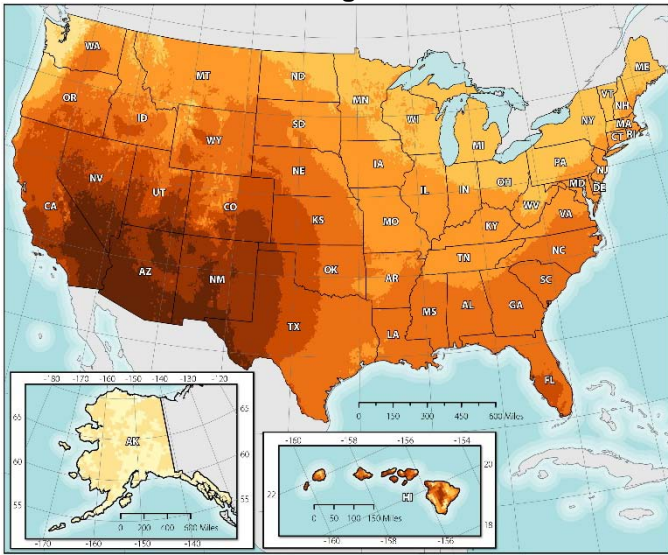 WA
MT
ND
MN
ME
OR
ID
WY
SD
WI
MI
VT
NH
NY
MA
CT
RI
NV
UT
CO
NE
IA
PA
NJ
CA
KS
MO
IL
IN
OH
MD
DE
WV
VA
KY
AZ
NM
OK
AR
TN
NC
SC
TX
LA
MS
AL
GA
FL
0 150 300 450 600 Miles
-180 -170 -160 -150 -140 -130 -120
65
60
55
AK
65
60
55
0 200 400 600 Miles
-170 -160 -150 -140
-160 -158 -156 -154
22
20
18
HI
0 50 100 150 Miles
-160 -158 -156